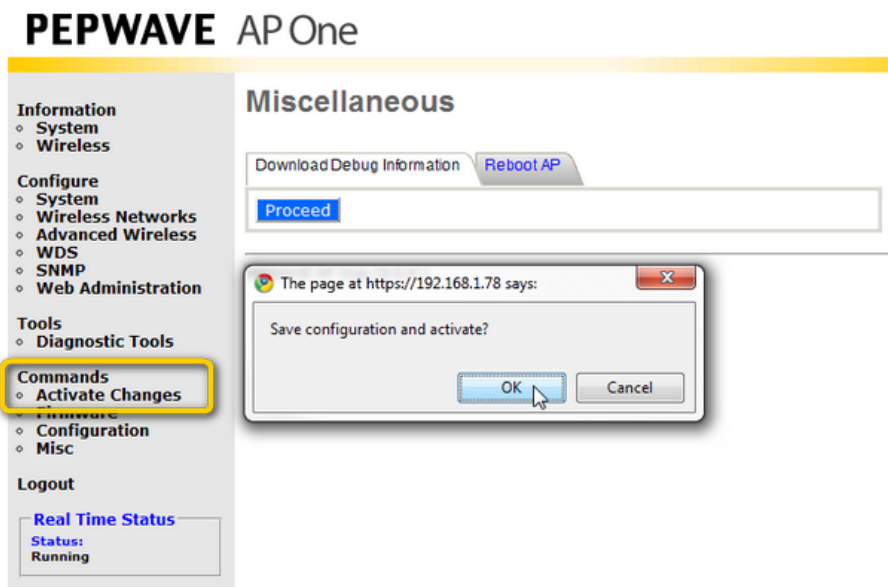 PEPWAVE AP One
Information
System
Wireless
Configure
System
Wireless Networks
Advanced Wireless
WDS
SNMP
Web Administration
Tools
Diagnostic Tools
Commands
Activate Changes
Firmware
Configuration
Misc
Logout
Real Time Status
Status:
Running
Miscellaneous
Download Debug Information Reboot AP
Proceed
The page at https://192.168.1.78 says:
Save configuration and activate?
OK Cancel